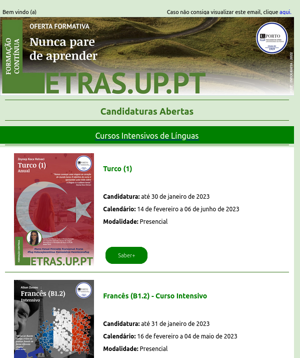 Bem vindo (a)
Caso não consiga visualizar este email, clique aqui.
FORMAÇÃO
CONTÍNUA
OFERTA FORMATIVA
Nunca pare
de aprender
LETRAS.UP.PT
Candidaturas Abertas
Cursos Intensivos de Línguas
Turco (I)
LETRAS.UP.PT
Turco (1)
Candidatura: até 30 de janeiro de 2023
Calendário: 14 de fevereiro a 06 de junho de 2023
Modalidade: Presencial
Saber+
Francês (B1.2)
Intensivo
Francês (B1.2) - Curso Intensivo
Candidatura: até 31 de janeiro de 2023
Calendário: 16 de fevereiro a 04 de maio de 2023
Modalidade: Presencial